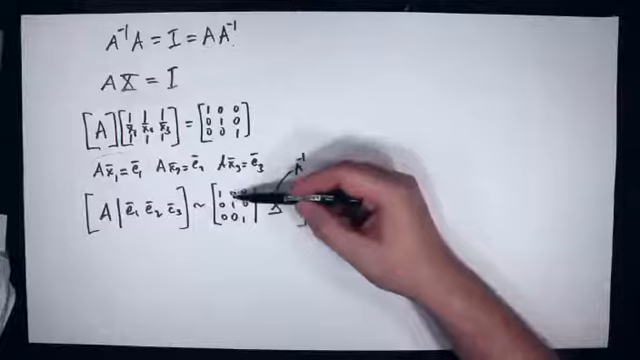 A⁻¹A = I = AA⁻¹.
AX = I
[A] [x̄₁ x̄₂ x̄₃] = [1 0 0 0 1 0 0 0 1]
Ax̄₁ = ē₁ Ax̄₂ = ē₂ Ax̄₃ = ē₃ A⁻¹
[A | ē₁ ē₂ ē₃] ~ [1 0 0 0 1 0 0 0 1 |